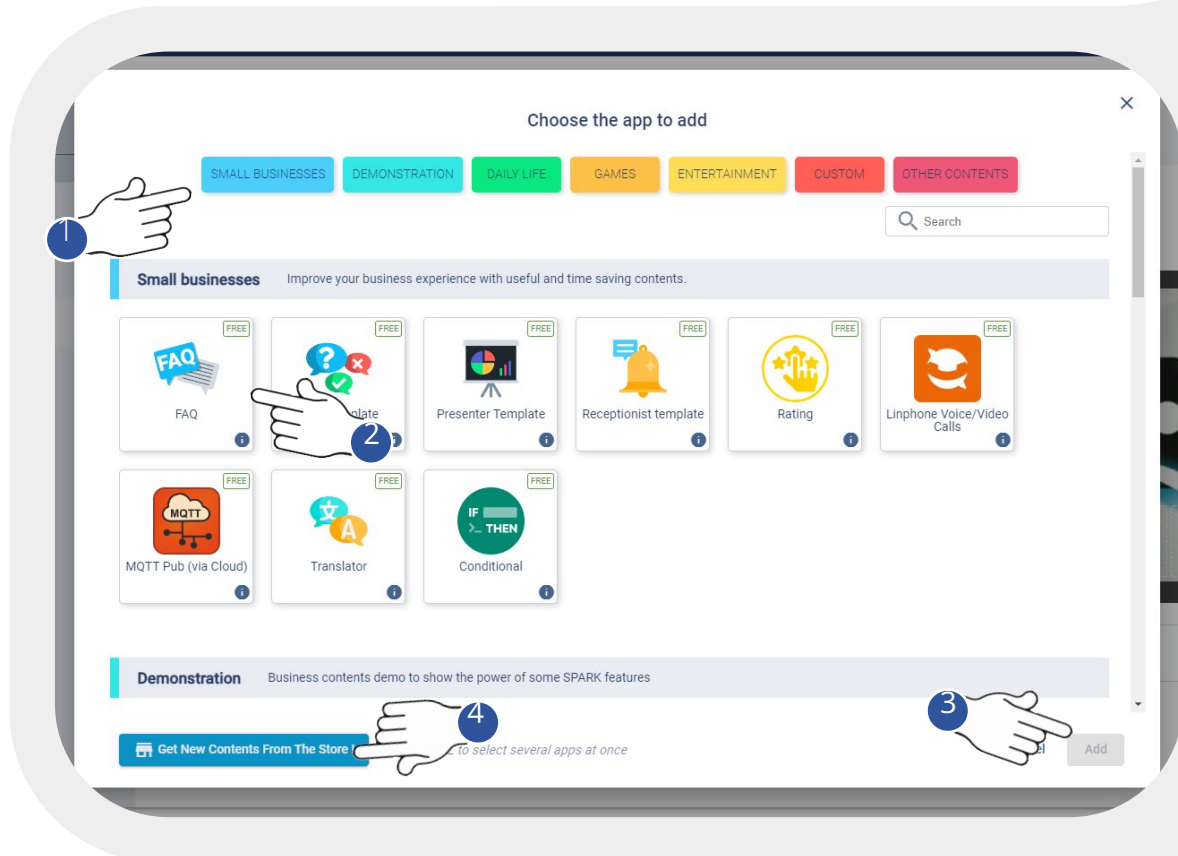 Choose the app to add
SMALL BUSINESSES DEMONSTRATION DAILY LIFE GAMES ENTERTAINMENT CUSTOM OTHER CONTENTS
1
Search
Small businesses Improve your business experience with useful and time saving contents.
FREE FREE FREE FREE FREE FREE
FAQ
?
FAQ Presenter Template Receptionist template Rating Linphone Voice/Video
Calls
2
FREE FREE FREE
MQTT
文 A
IF
>_ THEN
MQTT Pub (via Cloud) Translator Conditional
Demonstration Business contents demo to show the power of some SPARK features
3
4
Get New Contents From The Store to select several apps at once Add